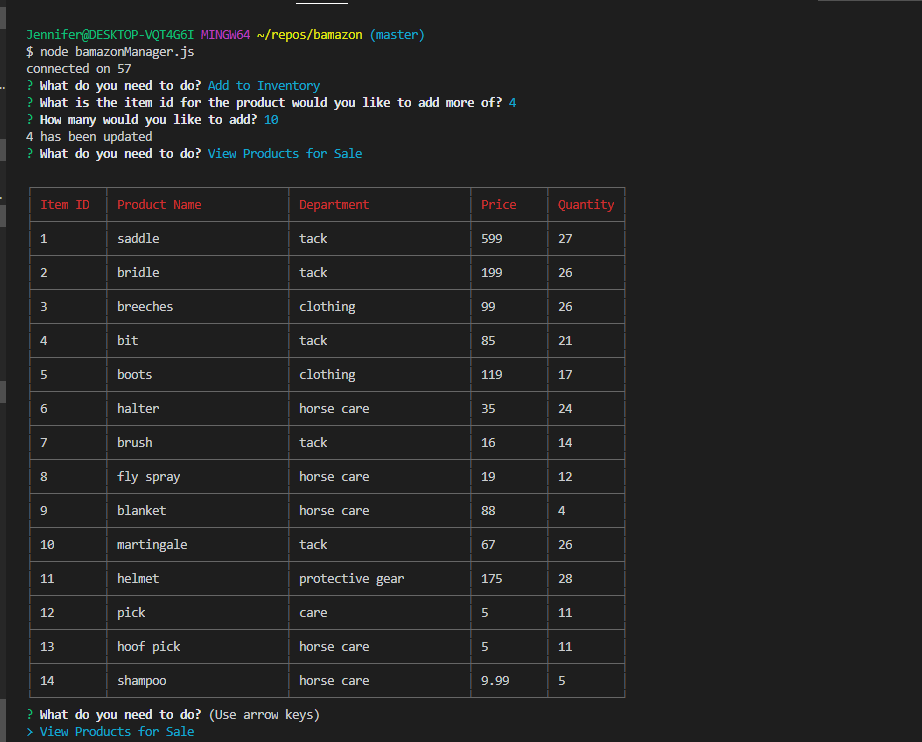 Jennifer@DESKTOP-VQT4G6I MINGW64 ~/repos/bamazon (master)
$ node bamazonManager.js
connected on 57
? What do you need to do? Add to Inventory
? What is the item id for the product would you like to add more of? 4
? How many would you like to add? 10
4 has been updated
? What do you need to do? View Products for Sale
Item ID Product Name Department Price Quantity
1 saddle tack 599 27
2 bridle tack 199 26
3 breeches clothing 99 26
4 bit tack 85 21
5 boots clothing 119 17
6 halter horse care 35 24
7 brush tack 16 14
8 fly spray horse care 19 12
9 blanket horse care 88 4
10 martingale tack 67 26
11 helmet protective gear 175 28
12 pick care 5 11
13 hoof pick horse care 5 11
14 shampoo horse care 9.99 5
? What do you need to do? (Use arrow keys)
> View Products for Sale